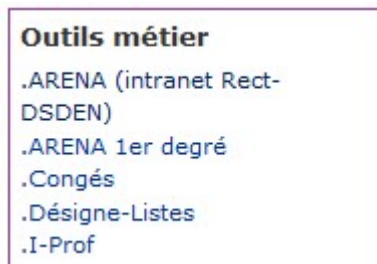 Outils métier
.ARENA (intranet Rect-
DSDEN)
.ARENA 1er degré
.Congés
.Désigne-Listes
.I-Prof